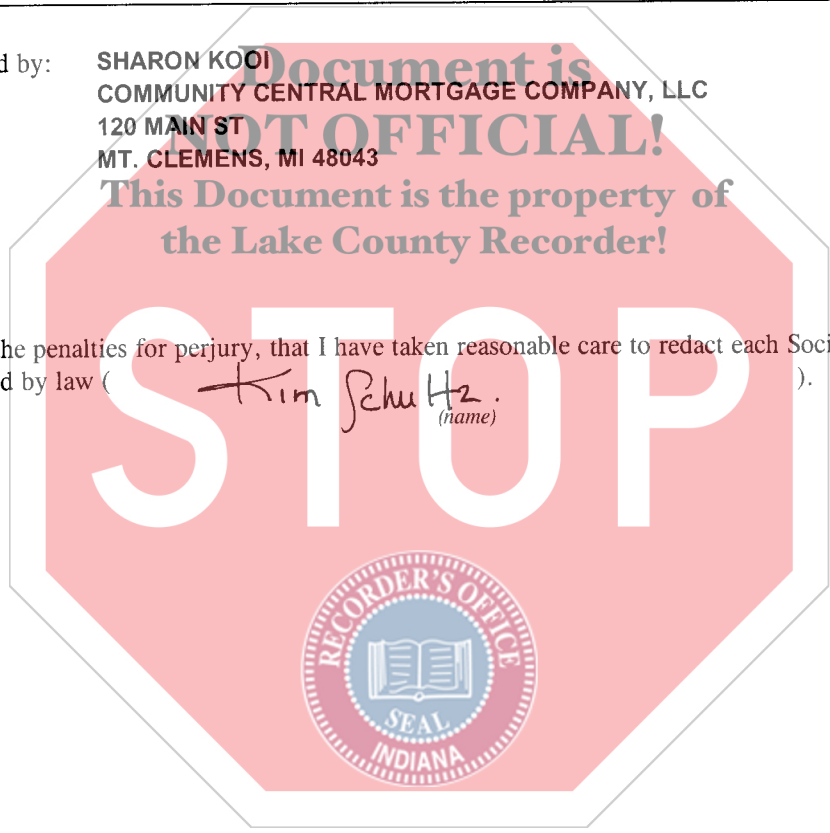 d by: SHARON KOOI
COMMUNITY CENTRAL MORTGAGE COMPANY, LLC
120 MAIN ST
MT. CLEMENS, MI 48043
Document is
NOT OFFICIAL!
This Document is the property of
the Lake County Recorder!
he penalties for perjury, that I have taken reasonable care to redact each Soci
d by law ( Kim Schultz. ).
(name)
STOP
RECORDER'S OFFICE
SEAL
INDIANA